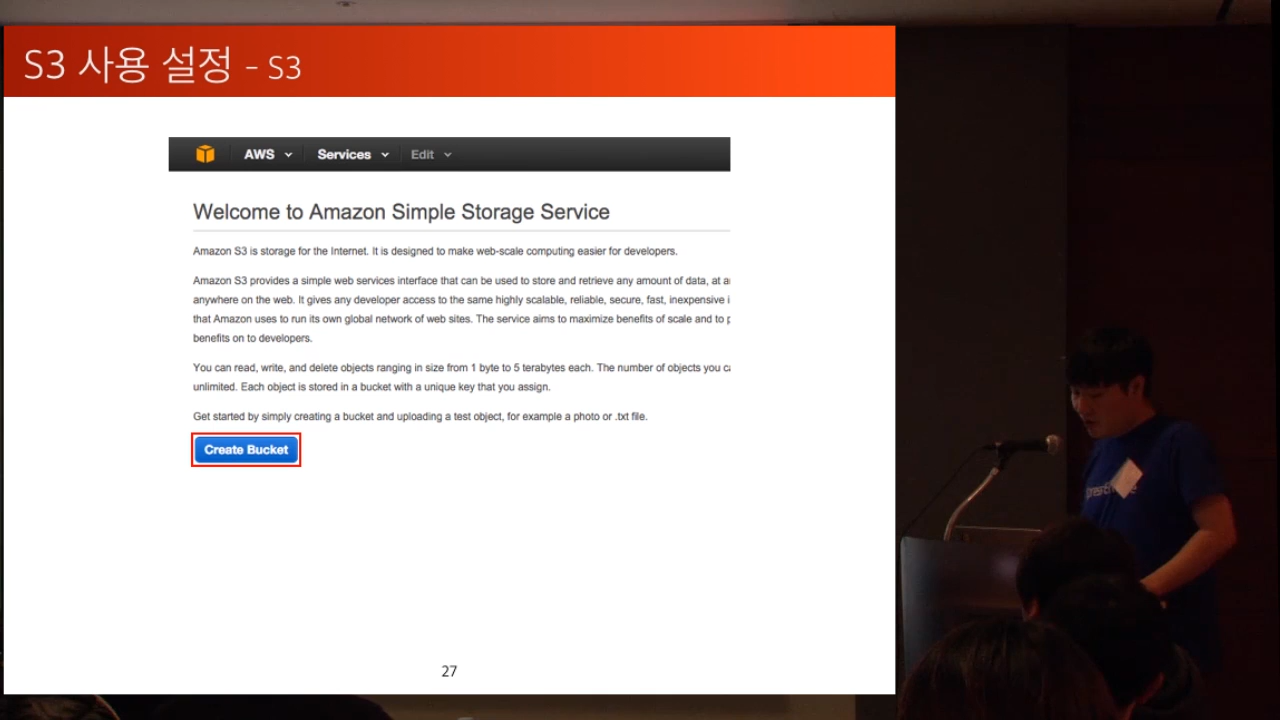 S3 사용 설정 - S3
AWS Services Edit
Welcome to Amazon Simple Storage Service
Amazon S3 is storage for the Internet. It is designed to make web-scale computing easier for developers.
Amazon S3 provides a simple web services interface that can be used to store and retrieve any amount of data, at
anywhere on the web. It gives any developer access to the same highly scalable, reliable, secure, fast, inexpensive
that Amazon uses to run its own global network of web sites. The service aims to maximize benefits of scale and to
benefits on to developers.
You can read, write, and delete objects ranging in size from 1 byte to 5 terabytes each. The number of objects you
unlimited. Each object is stored in a bucket with a unique key that you assign.
Get started by simply creating a bucket and uploading a test object, for example a photo or .txt file.
Create Bucket
27